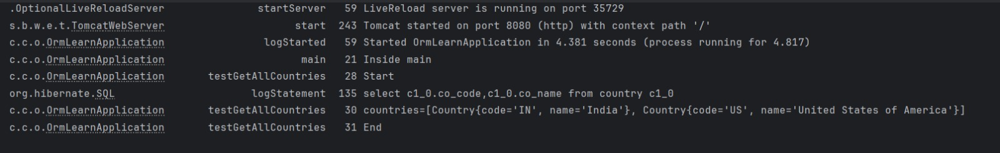 .OptionalLiveReloadServer startServer 59 LiveReload server is running on port 35729
s.b.w.e.t.TomcatWebServer start 243 Tomcat started on port 8080 (http) with context path '/'
c.c.o.OrmLearnApplication logStarted 59 Started OrmLearnApplication in 4.381 seconds (process running for 4.817)
c.c.o.OrmLearnApplication main 21 Inside main
c.c.o.OrmLearnApplication testGetAllCountries 28 Start
org.hibernate.SQL logStatement 135 select c1_0.co_code,c1_0.co_name from country c1_0
c.c.o.OrmLearnApplication testGetAllCountries 30 countries=[Country{code='IN', name='India'}, Country{code='US', name='United States of America'}]
c.c.o.OrmLearnApplication testGetAllCountries 31 End